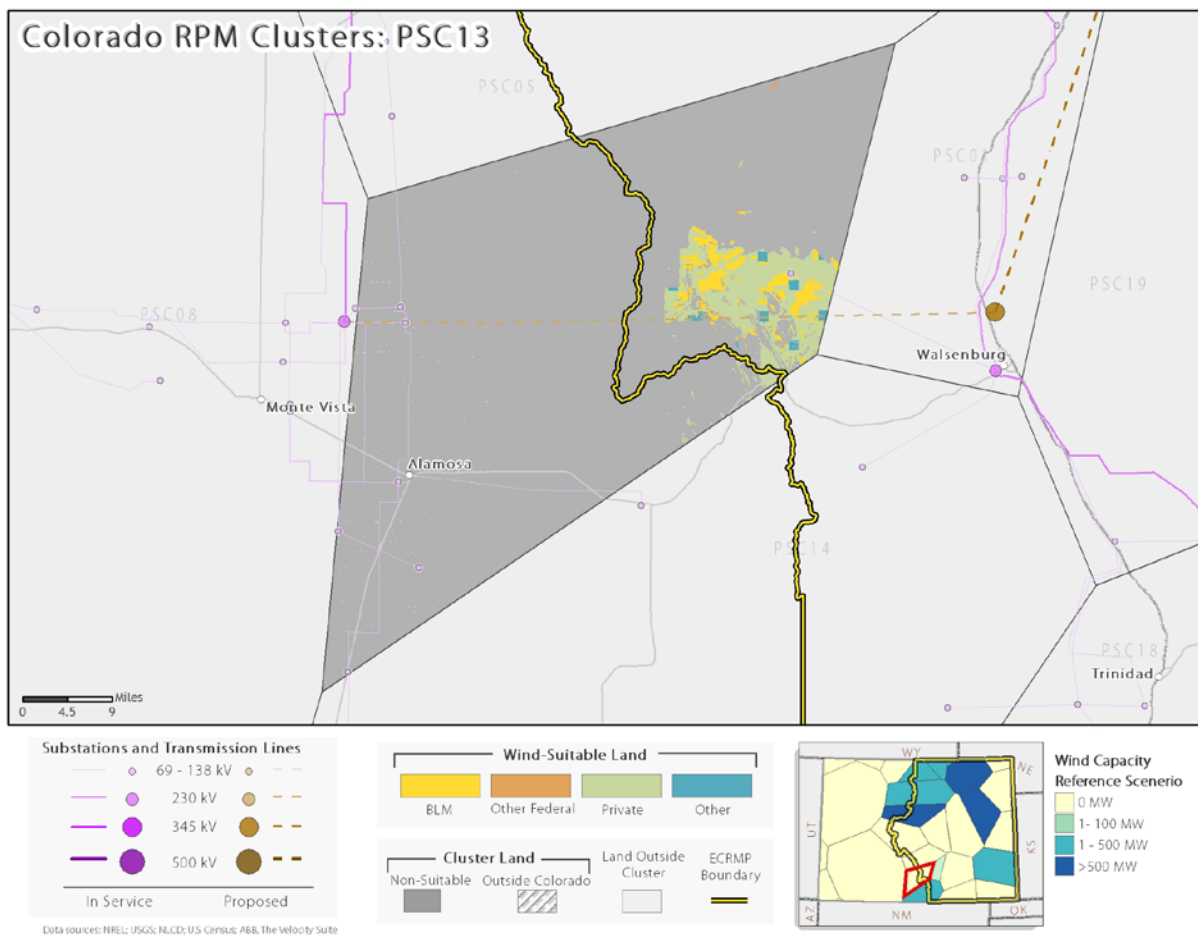 Colorado RPM Clusters: PSC13
PSC05
PSC08
PSC19
Walsenburg
Monte Vista
Alamosa
PSC14
PSC18
Trinidad
Miles
0 4.5 9
Substations and Transmission Lines
69 - 138 kV
230 kV
345 kV
500 kV
In Service Proposed
Wind-Suitable Land
BLM Other Federal Private Other
Cluster Land
Non-Suitable Outside Colorado
Land Outside
Cluster
ECRMP
Boundary
WY
NE
UT
KS
AZ
NM
OK
Wind Capacity
Reference Scenerio
0 MW
1- 100 MW
1 - 500 MW
>500 MW
Data sources: NREL; USGS; NLCD; U.S Census; ABB, The Velocity Suite